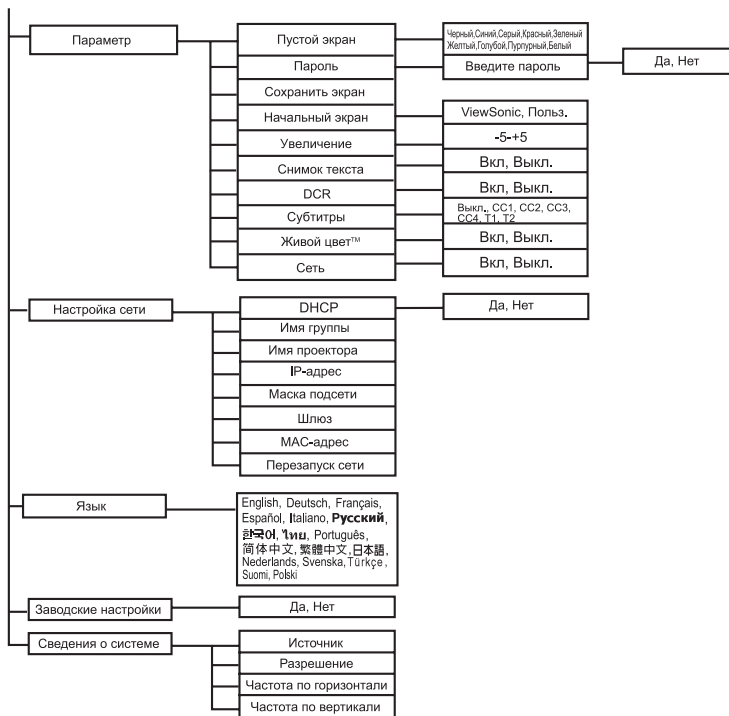 Параметр
Пустой экран
Черный,Синий,Серый,Красный,Зеленый
Желтый,Голубой,Пурпурный,Белый
Пароль
Введите пароль
Да, Нет
Сохранить экран
Начальный экран
ViewSonic, Польз.
Увеличение
-5-+5
Снимок текста
Вкл, Выкл.
DCR
Вкл, Выкл.
Субтитры
Выкл., CC1, CC2, CC3,
CC4, T1, T2
Живой цвет™
Вкл, Выкл.
Сеть
Вкл, Выкл.
Настройка сети
DHCP
Да, Нет
Имя группы
Имя проектора
IP-адрес
Маска подсети
Шлюз
MAC-адрес
Перезапуск сети
Язык
English, Deutsch, Français,
Español, Italiano, Русский,
한국어, ไทย, Português,
简体中文, 繁體中文, 日本語,
Nederlands, Svenska, Türkçe,
Suomi, Polski
Заводские настройки
Да, Нет
Сведения о системе
Источник
Разрешение
Частота по горизонтали
Частота по вертикали